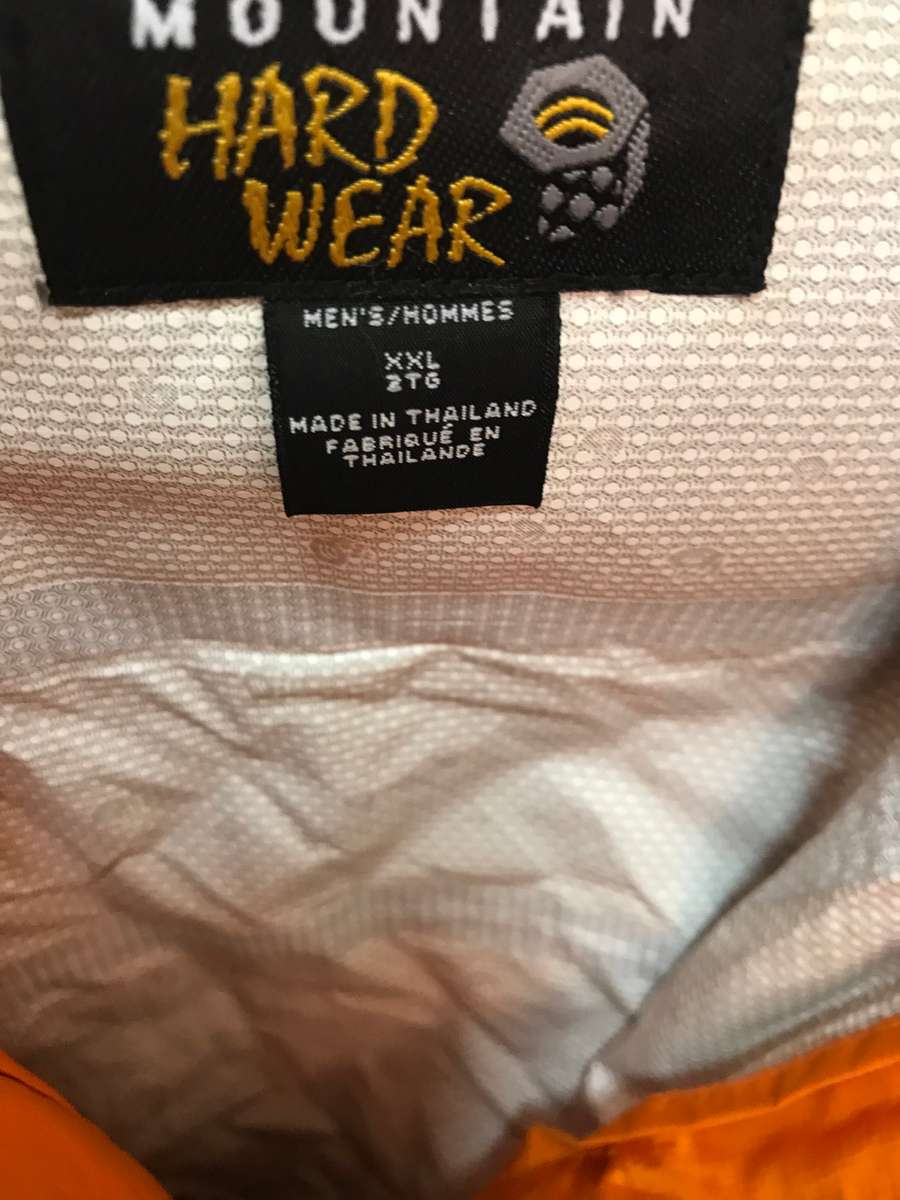 MOUNTAIN
HARD
WEAR
MEN'S/HOMMES
XXL
2TG
MADE IN THAILAND
FABRIQUÉ EN
THAILANDE